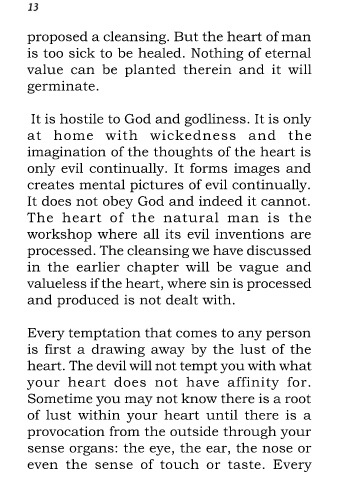 13
proposed a cleansing. But the heart of man
is too sick to be healed. Nothing of eternal
value can be planted therein and it will
germinate.
It is hostile to God and godliness. It is only
at home with wickedness and the
imagination of the thoughts of the heart is
only evil continually. It forms images and
creates mental pictures of evil continually.
It does not obey God and indeed it cannot.
The heart of the natural man is the
workshop where all its evil inventions are
processed. The cleansing we have discussed
in the earlier chapter will be vague and
valueless if the heart, where sin is processed
and produced is not dealt with.
Every temptation that comes to any person
is first a drawing away by the lust of the
heart. The devil will not tempt you with what
your heart does not have affinity for.
Sometime you may not know there is a root
of lust within your heart until there is a
provocation from the outside through your
sense organs: the eye, the ear, the nose or
even the sense of touch or taste. Every